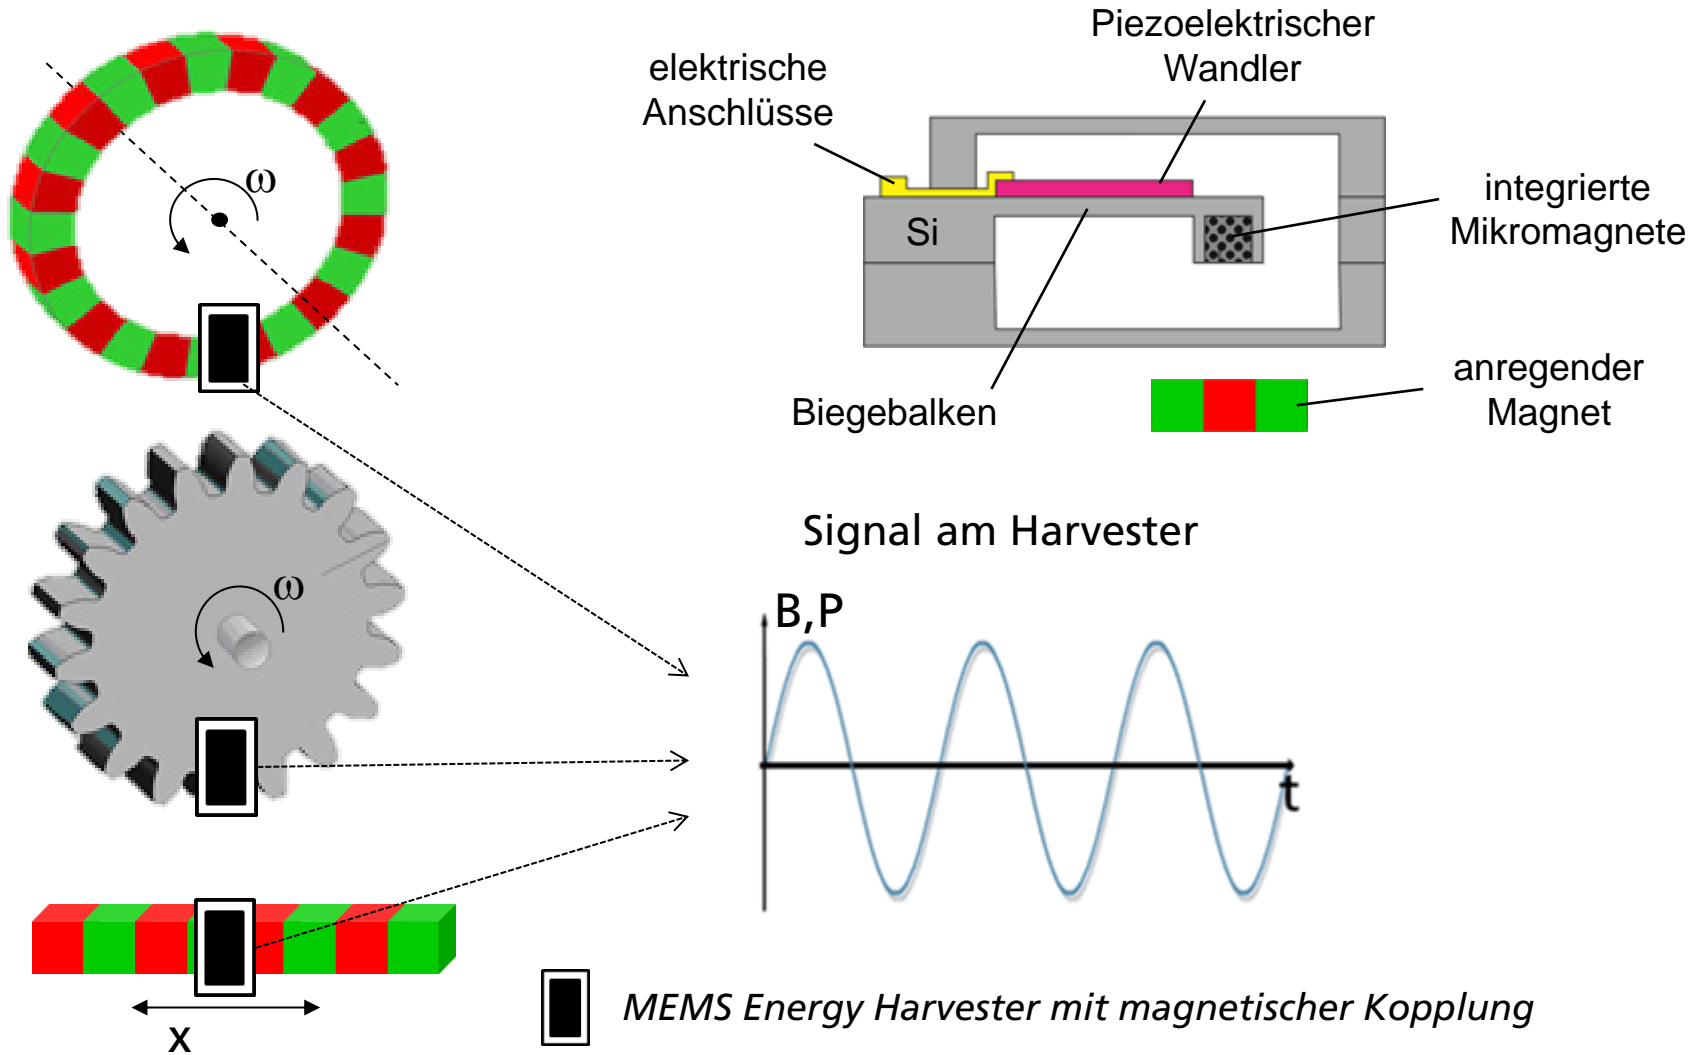 Piezoelektrischer
Wandler
elektrische
Anschlüsse
integrierte
Mikromagnete
Si
ω
anregender
Magnet
Biegebalken
Signal am Harvester
ω
B,P
t
x
MEMS Energy Harvester mit magnetischer Kopplung